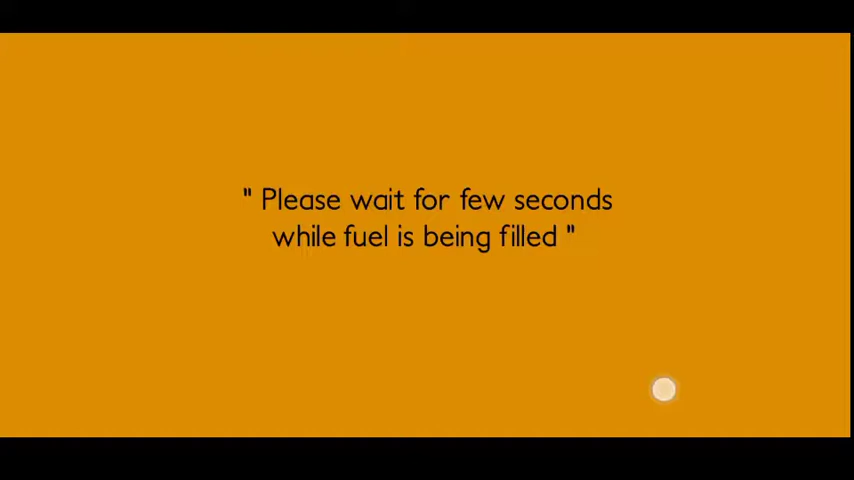 " Please wait for few seconds
while fuel is being filled "